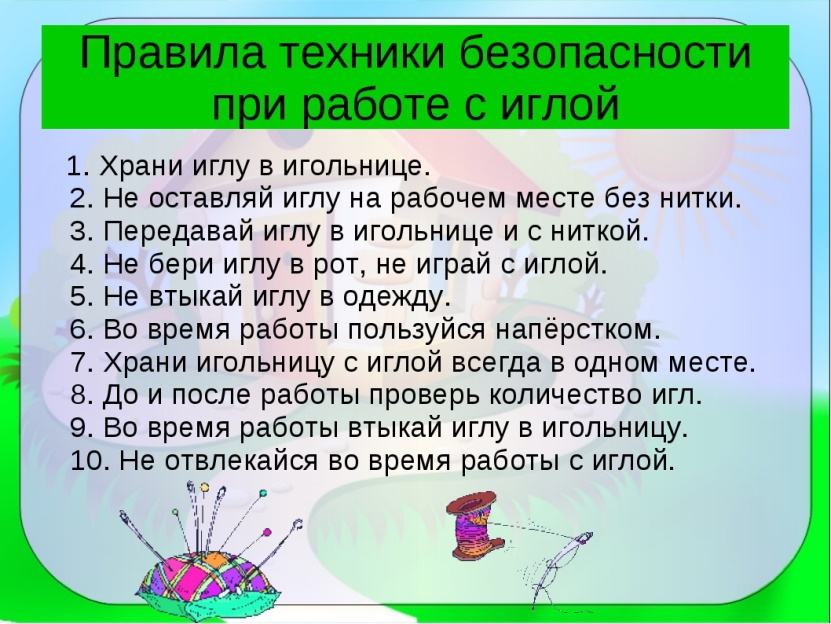 Правила техники безопасности
при работе с иглой
1. Храни иглу в игольнице.
2. Не оставляй иглу на рабочем месте без нитки.
3. Передавай иглу в игольнице и с ниткой.
4. Не бери иглу в рот, не играй с иглой.
5. Не втыкай иглу в одежду.
6. Во время работы пользуйся напёрстком.
7. Храни игольницу с иглой всегда в одном месте.
8. До и после работы проверь количество игл.
9. Во время работы втыкай иглу в игольницу.
10. Не отвлекайся во время работы с иглой.